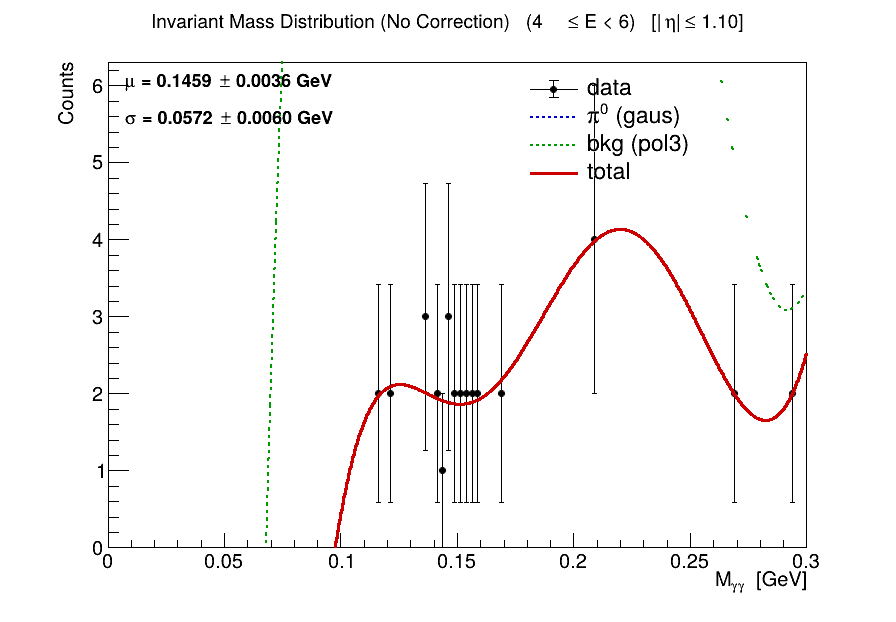 Invariant Mass Distribution (No Correction) (4 ≤ E < 6) [|η| ≤ 1.10]
Counts
μ = 0.1459 ± 0.0036 GeV
σ = 0.0572 ± 0.0060 GeV
data
π⁰ (gaus)
bkg (pol3)
total
6
5
4
3
2
1
0
0 0.05 0.1 0.15 0.2 0.25 0.3
Mγγ [GeV]